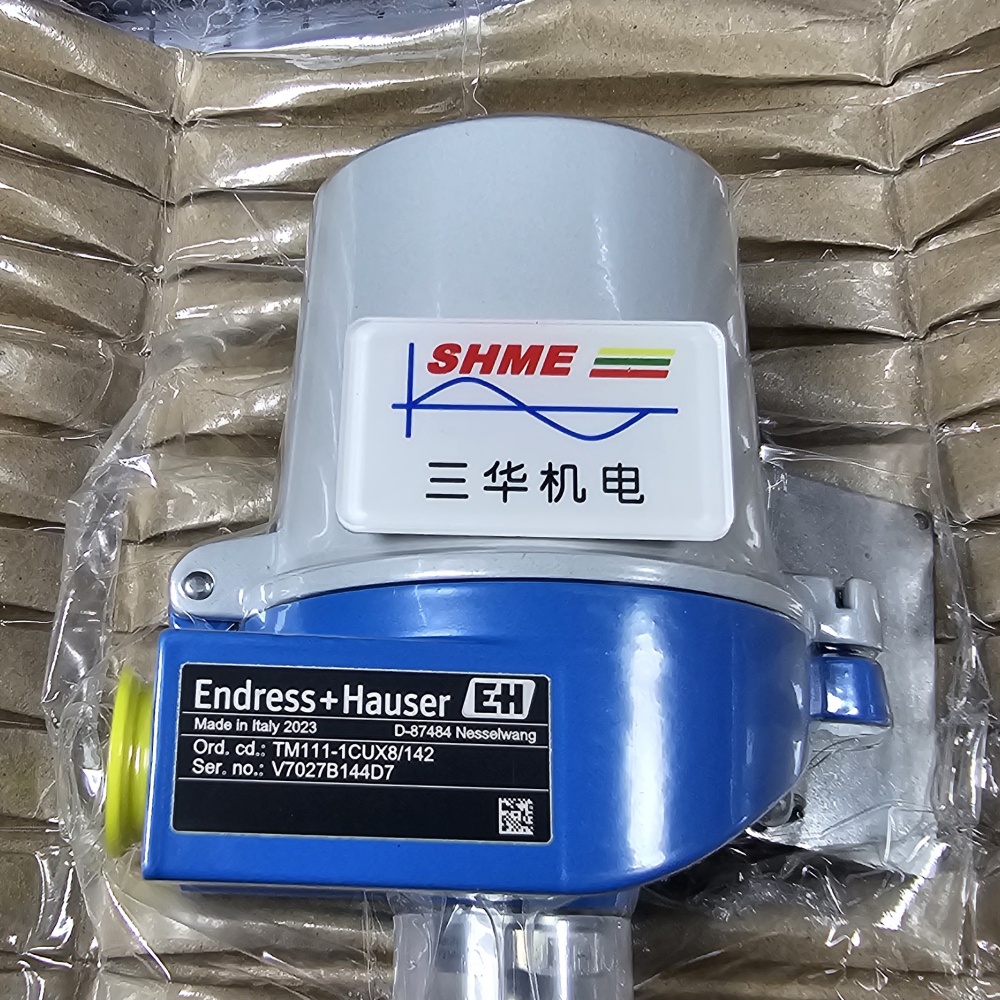 SHME
三华机电
Endress+Hauser EH
Made in Italy 2023 D-87484 Nesselwang
Ord. cd.: TM111-1CUX8/142
Ser. no.: V7027B144D7